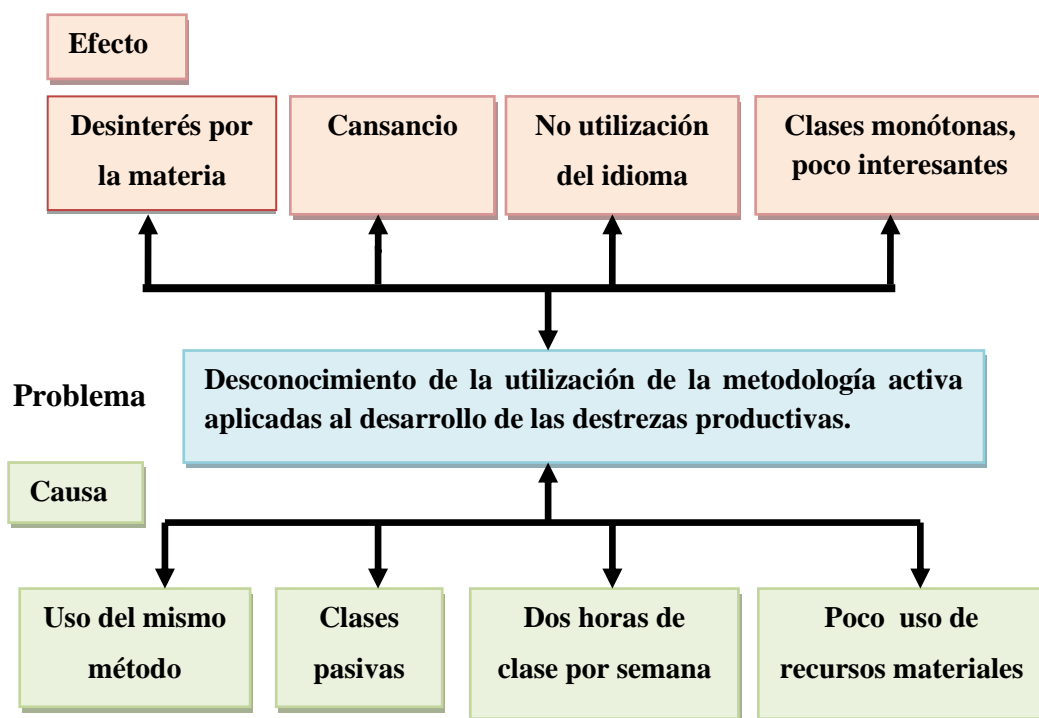 Efecto
Desinterés por
la materia
Cansancio
No utilización
del idioma
Clases monótonas,
poco interesantes
Problema
Desconocimiento de la utilización de la metodología activa
aplicadas al desarrollo de las destrezas productivas.
Causa
Uso del mismo
método
Clases
pasivas
Dos horas de
clase por semana
Poco uso de
recursos materiales